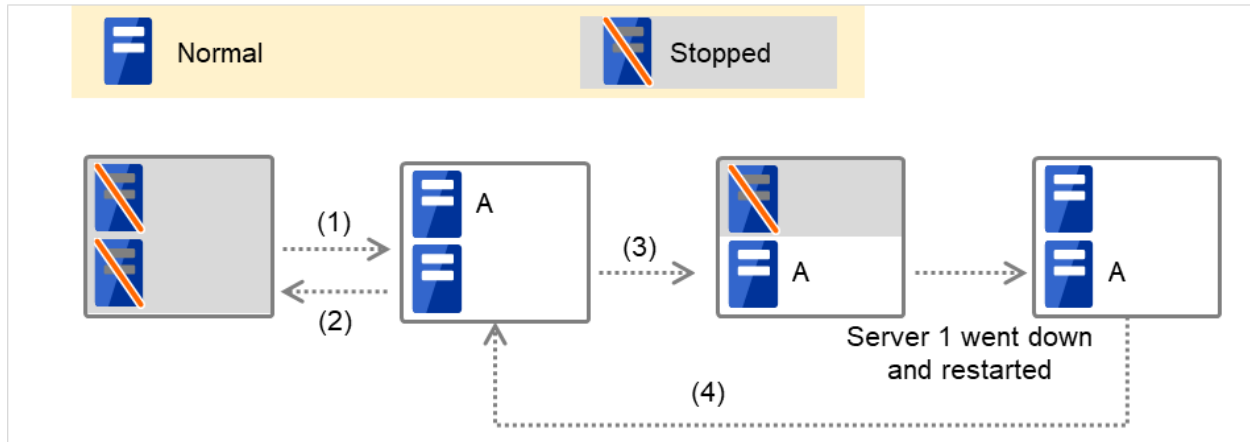 Normal
Stopped
(1)
(2)
A
(3)
A
A
Server 1 went down
and restarted
(4)